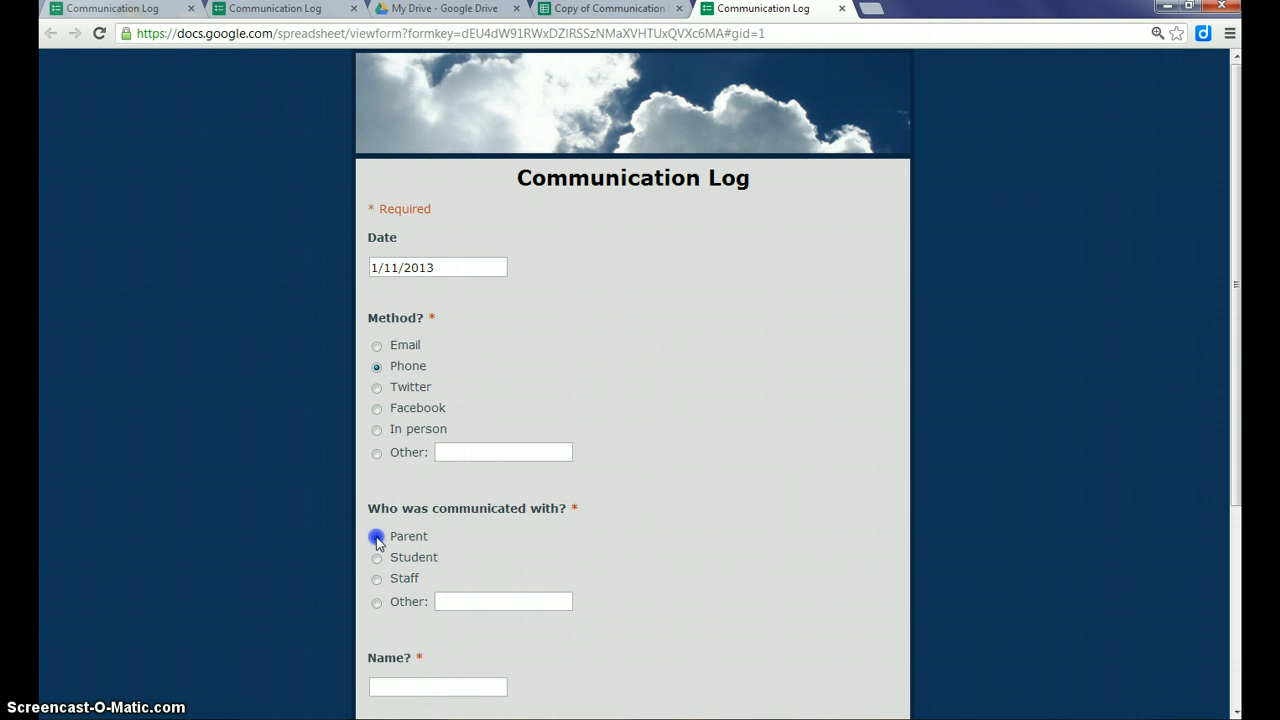 Communication Log
Communication Log
My Drive - Google Drive
Copy of Communication
Communication Log
https://docs.google.com/spreadsheet/viewform?formkey=dEU4dW91RWxDZlRSSzNMaXVHTUxQVXc6MA#gid=1
Communication Log
* Required
Date
1/11/2013
Method? *
Email
Phone
Twitter
Facebook
In person
Other:
Who was communicated with? *
Parent
Student
Staff
Other:
Name? *
Screencast-O-Matic.com